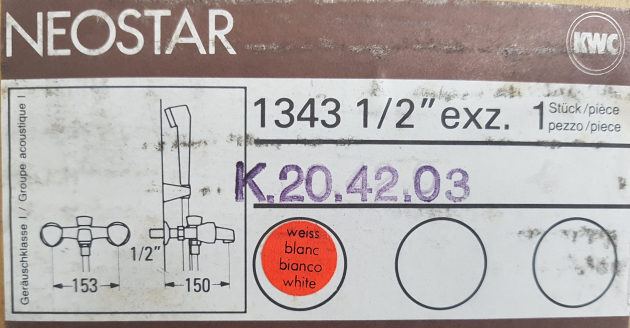 NEOSTAR
KWC
Geräuschklasse I / Groupe acoustique I
1/2”
153
150
1343 1/2” exz. 1 Stück/pièce
pezzo/piece
K.20.42.03
weiss
blanc
bianco
white